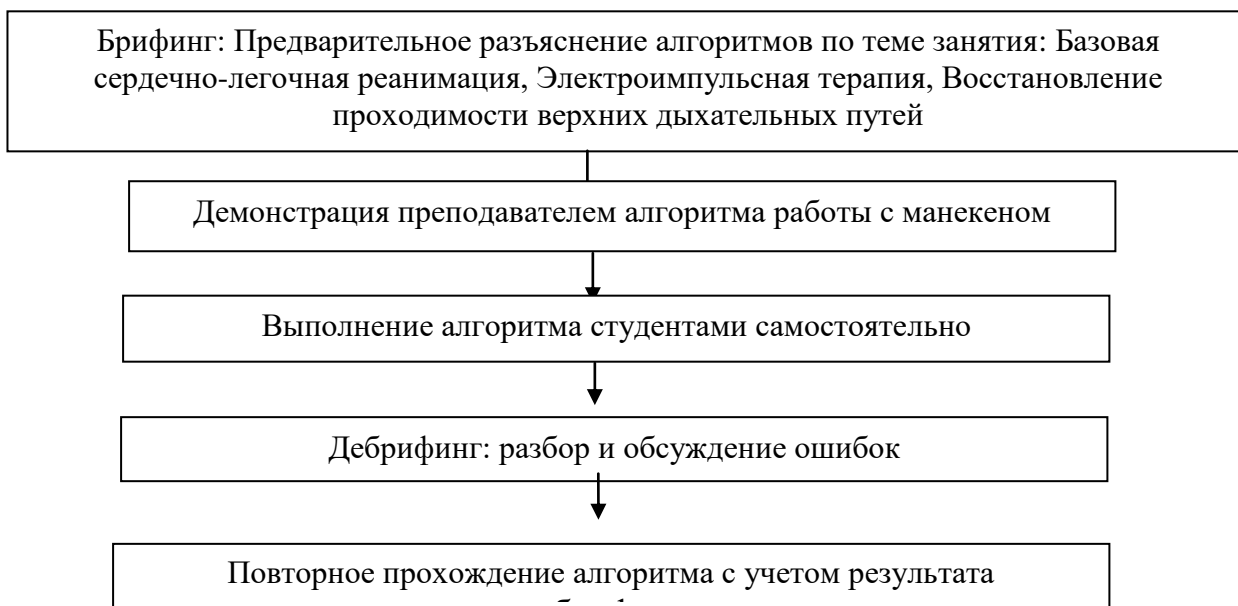 Брифинг: Предварительное разъяснение алгоритмов по теме занятия: Базовая
сердечно-легочная реанимация, Электроимпульсная терапия, Восстановление
проходимости верхних дыхательных путей
Демонстрация преподавателем алгоритма работы с манекеном
Выполнение алгоритма студентами самостоятельно
Дебрифинг: разбор и обсуждение ошибок
Повторное прохождение алгоритма с учетом результата